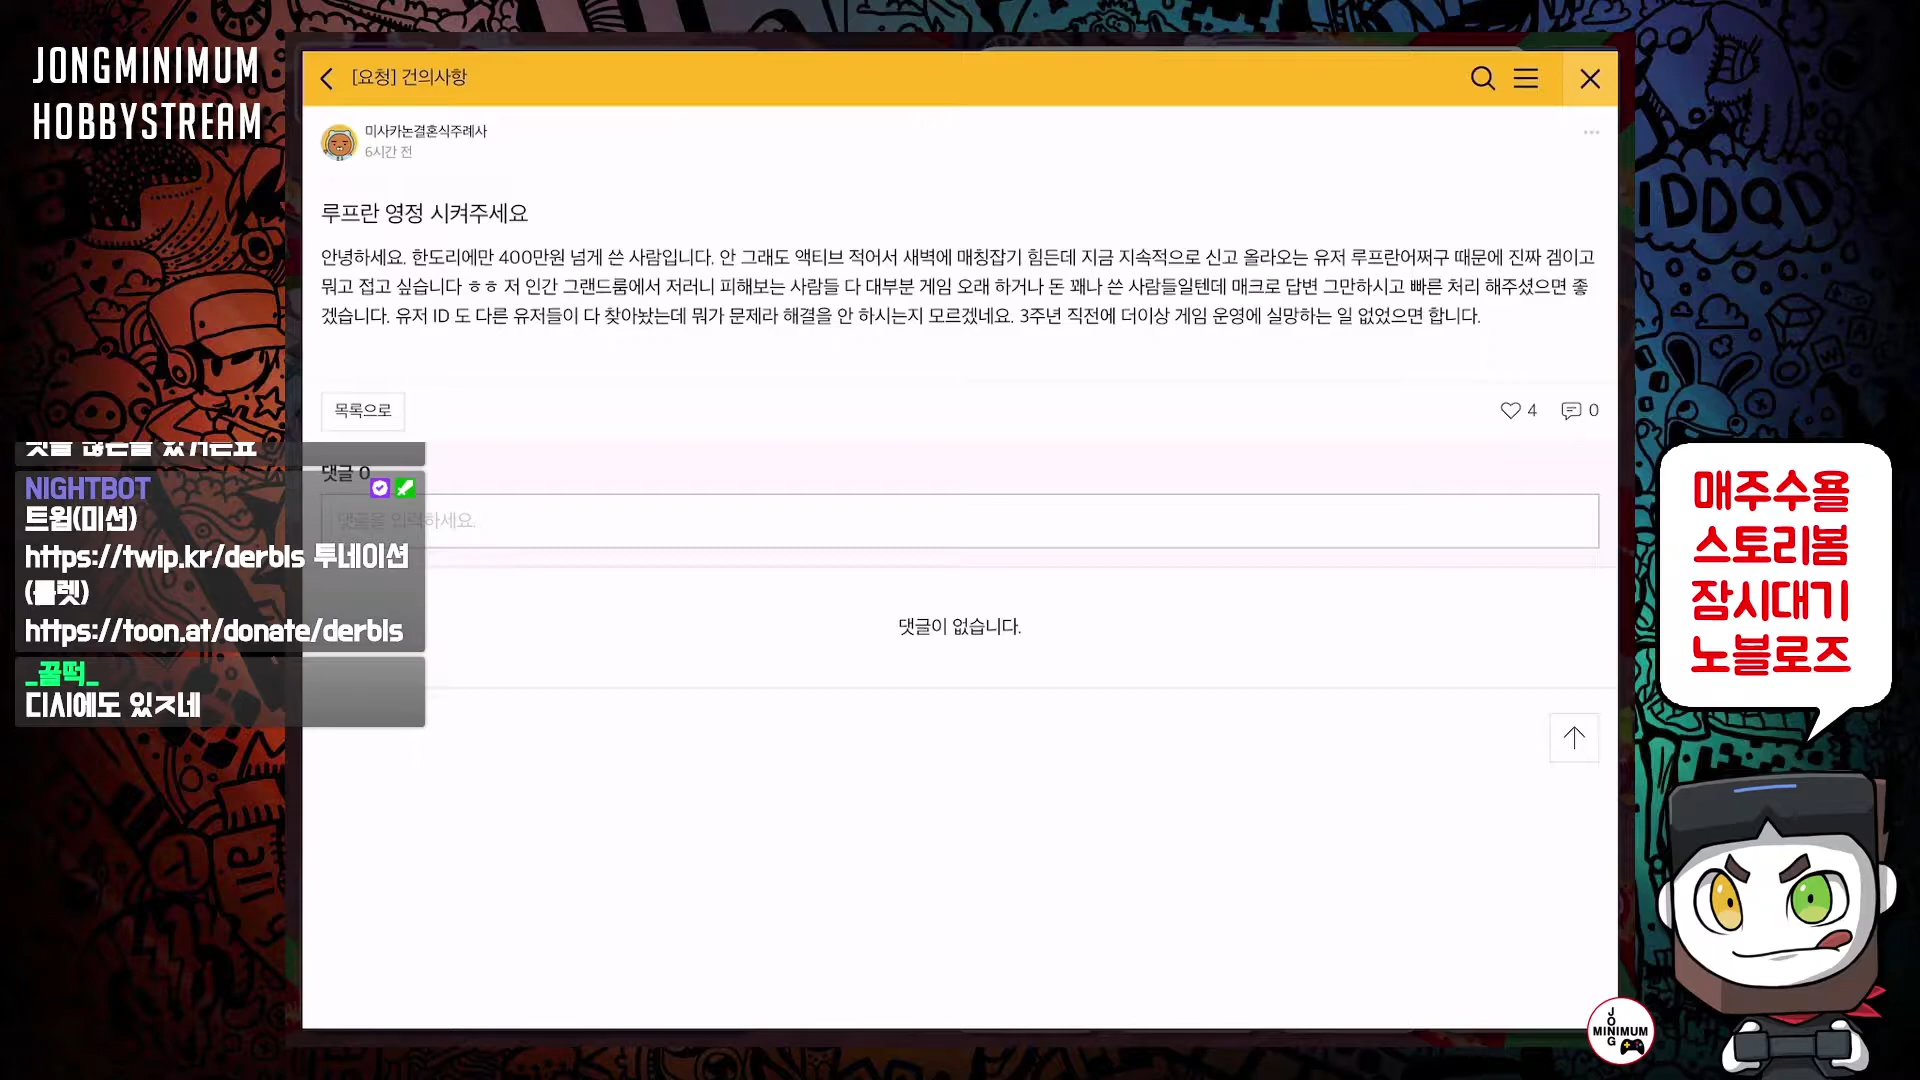 JONGMINIMUM
HOBBYSTREAM
[요청] 건의사항
미사카논결혼식주례사
6시간 전
루프란 영정 시켜주세요
안녕하세요. 한도리에만 400만원 넘게 쓴 사람입니다. 안 그래도 액티브 적어서 새벽에 매칭잡기 힘든데 지금 지속적으로 신고 올라오는 유저 루프란어쩌구 때문에 진짜 겜이고
뭐고 접고 싶습니다 ㅎㅎ 저 인간 그랜드룸에서 저러니 피해보는 사람들 다 대부분 게임 오래 하거나 돈 꽤나 쓴 사람들일텐데 매크로 답변 그만하시고 빠른 처리 해주셨으면 좋
겠습니다. 유저 ID 도 다른 유저들이 다 찾아놨는데 뭐가 문제라 해결을 안 하시는지 모르겠네요. 3주년 직전에 더이상 게임 운영에 실망하는 일 없었으면 합니다.
목록으로
4
0
댓글 0
댓글을 입력하세요.
댓글이 없습니다.
NIGHTBOT
트윕(미션)
https://twip.kr/derbls 투네이션
(룰렛)
https://toon.at/donate/derbls
_꿀떡_
디시에도 있ㅈ네
IDDQD
매주수욜
스토리봄
잠시대기
노블로즈
JONG
MINIMUM